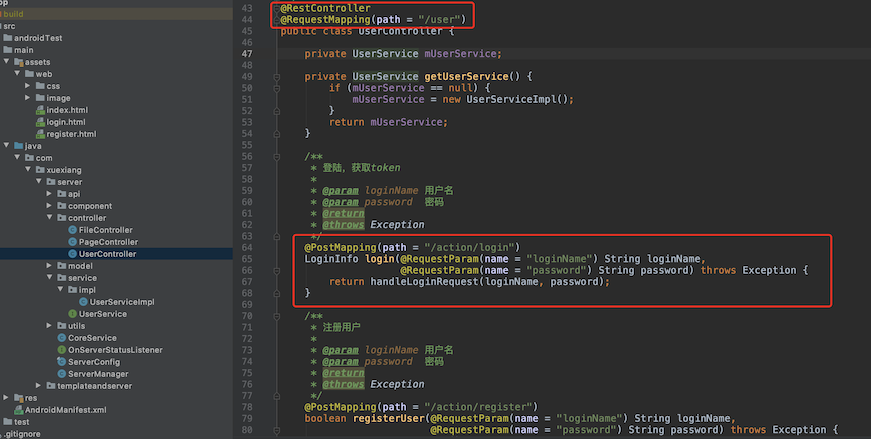 pp
build
src
androidTest
main
assets
web
css
image
index.html
login.html
register.html
java
com
xuexiang
server
api
component
controller
FileController
PageController
UserController
model
service
impl
UserServiceImpl
UserService
utils
CoreService
OnServerStatusListener
ServerConfig
ServerManager
templateandserver
res
AndroidManifest.xml
test
.gitignore
43 @RestController
44 @RequestMapping(path = "/user")
45 public class UserController {
46
47 private UserService mUserService;
48
49 private UserService getUserService() {
50 if (mUserService == null) {
51 mUserService = new UserServiceImpl();
52 }
53 return mUserService;
54 }
55
56 /**
57 * 登陆，获取token
58 *
59 * @param loginName 用户名
60 * @param password 密码
61 * @return
62 * @throws Exception
63 */
64 @PostMapping(path = "/action/login")
65 LoginInfo login(@RequestParam(name = "loginName") String loginName,
66 @RequestParam(name = "password") String password) throws Exception {
67 return handleLoginRequest(loginName, password);
68 }
69
70 /**
71 * 注册用户
72 *
73 * @param loginName 用户名
74 * @param password 密码
75 * @return
76 * @throws Exception
77 */
78 @PostMapping(path = "/action/register")
79 boolean registerUser(@RequestParam(name = "loginName") String loginName,
80 @RequestParam(name = "password") String password) throws Exception {